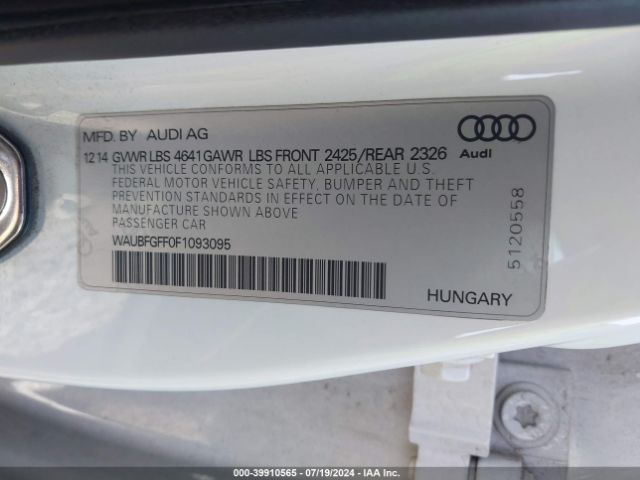 MFD. BY AUDI AG
12 14 GVWR LBS 4641 GAWR LBS FRONT 2425/REAR 2326
Audi
THIS VEHICLE CONFORMS TO ALL APPLICABLE U.S.
FEDERAL MOTOR VEHICLE SAFETY, BUMPER AND THEFT
PREVENTION STANDARDS IN EFFECT ON THE DATE OF
MANUFACTURE SHOWN ABOVE
PASSENGER CAR
WAUBFGFF0F1093095
HUNGARY
5120558
000-39910565 - 07/19/2024 - IAA Inc.